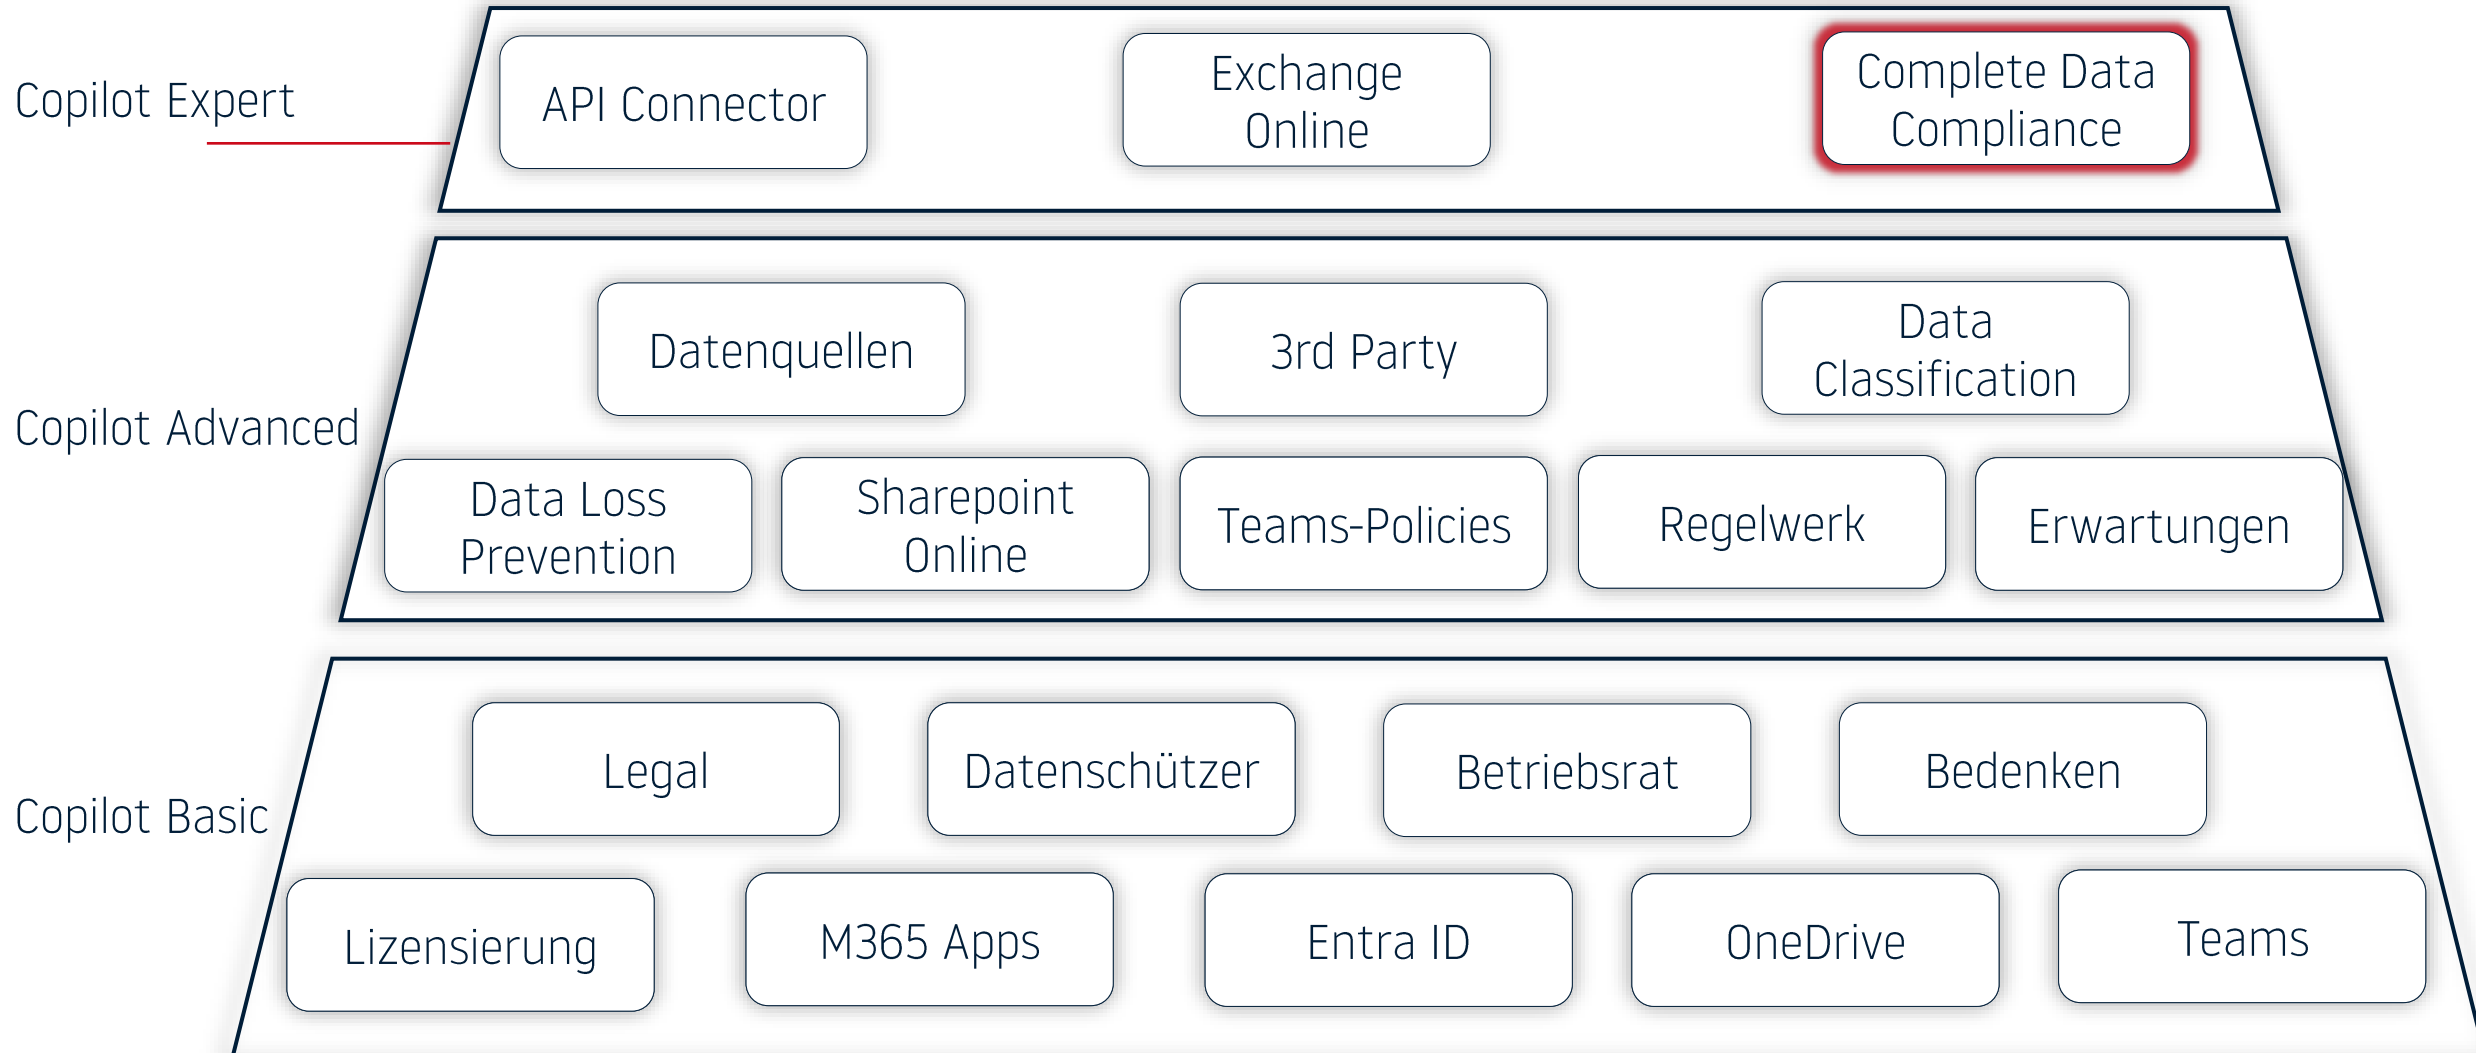 Copilot Expert
API Connector
Exchange
Online
Complete Data
Compliance
Copilot Advanced
Datenquellen
3rd Party
Data
Classification
Data Loss
Prevention
Sharepoint
Online
Teams-Policies
Regelwerk
Erwartungen
Copilot Basic
Legal
Datenschützer
Betriebsrat
Bedenken
Lizensierung
M365 Apps
Entra ID
OneDrive
Teams